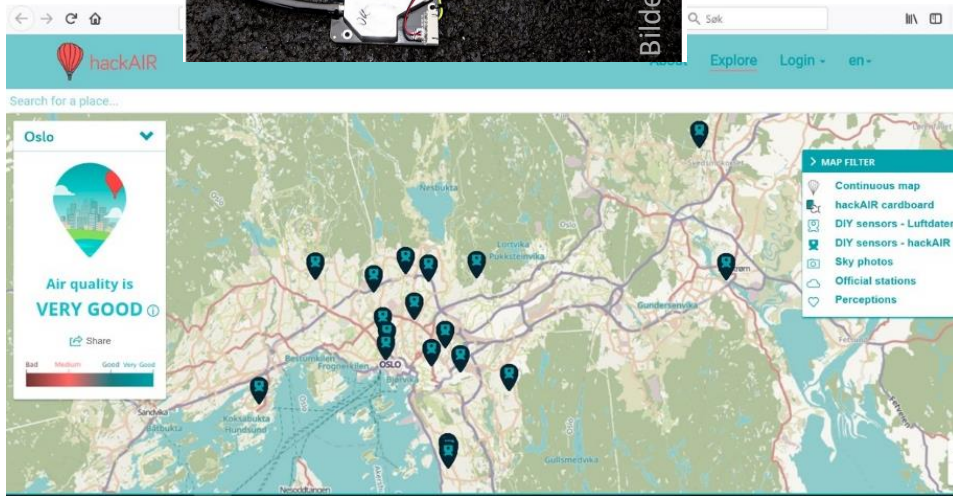 Søk
Bilde
hackAIR
About
Explore
Login
en
Search for a place...
Oslo
Air quality is
VERY GOOD
Share
Bad
Medium
Good
Very Good
MAP FILTER
Continuous map
hackAIR cardboard
DIY sensors - Luftdaten
DIY sensors - hackAIR
Sky photos
Official stations
Perceptions
Nesbukta
Oslo
Gundersenvika
Bestumkilen
Frognerkilen
OSLO
Bjørvika
Sandvika
Koksabukta
Hundsund
Oslo
Gullsmedvika
Nesoddtangen